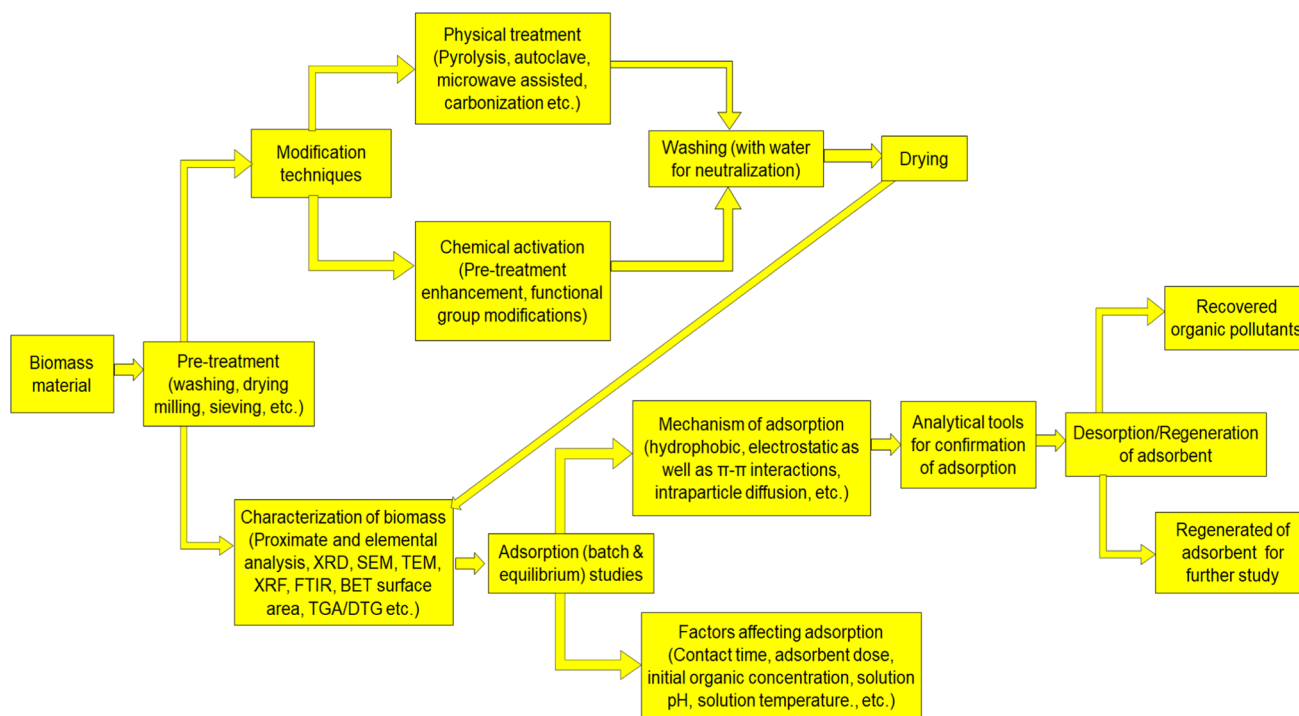 Physical treatment
(Pyrolysis, autoclave,
microwave assisted,
carbonization etc.)
Modification
techniques
Washing (with water
for neutralization)
Drying
Chemical activation
(Pre-treatment
enhancement, functional
group modifications)
Biomass
material
Pre-treatment
(washing, drying
milling, sieving, etc.)
Characterization of biomass
(Proximate and elemental
analysis, XRD, SEM, TEM,
XRF, FTIR, BET surface
area, TGA/DTG etc.)
Adsorption (batch &
equilibrium) studies
Mechanism of adsorption
(hydrophobic, electrostatic as
well as π-π interactions,
intraparticle diffusion, etc.)
Factors affecting adsorption
(Contact time, adsorbent dose,
initial organic concentration, solution
pH, solution temperature., etc.)
Analytical tools
for confirmation
of adsorption
Desorption/Regeneration
of adsorbent
Recovered
organic pollutants
Regenerated of
adsorbent for
further study